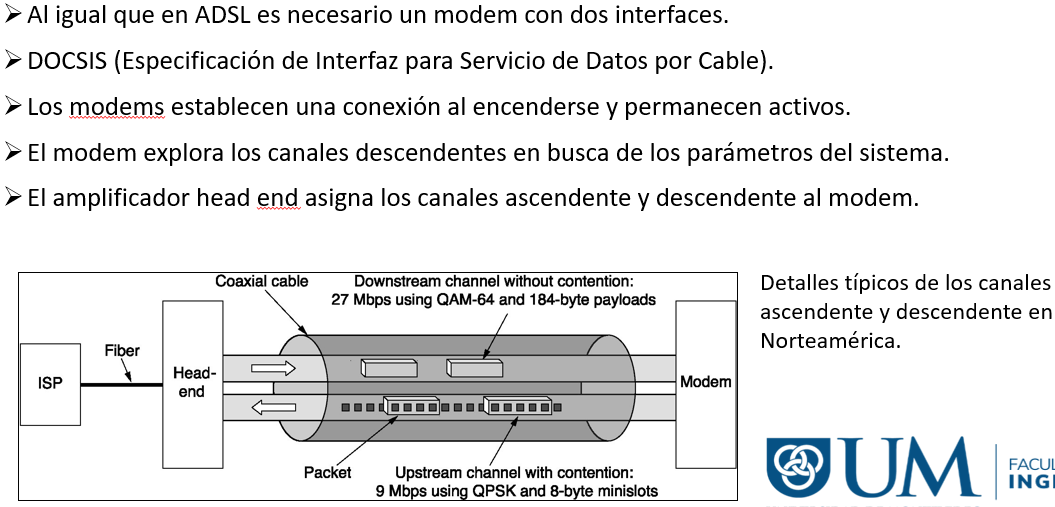 ➢ Al igual que en ADSL es necesario un modem con dos interfaces.
➢ DOCSIS (Especificación de Interfaz para Servicio de Datos por Cable).
➢ Los modems establecen una conexión al encenderse y permanecen activos.
➢ El modem explora los canales descendentes en busca de los parámetros del sistema.
➢ El amplificador head end asigna los canales ascendente y descendente al modem.
Coaxial cable
Downstream channel without contention:
27 Mbps using QAM-64 and 184-byte payloads
Fiber
ISP
Head-
end
Modem
Packet
Upstream channel with contention:
9 Mbps using QPSK and 8-byte minislots
Detalles típicos de los canales
ascendente y descendente en
Norteamérica.
UM
FACUL
INGI